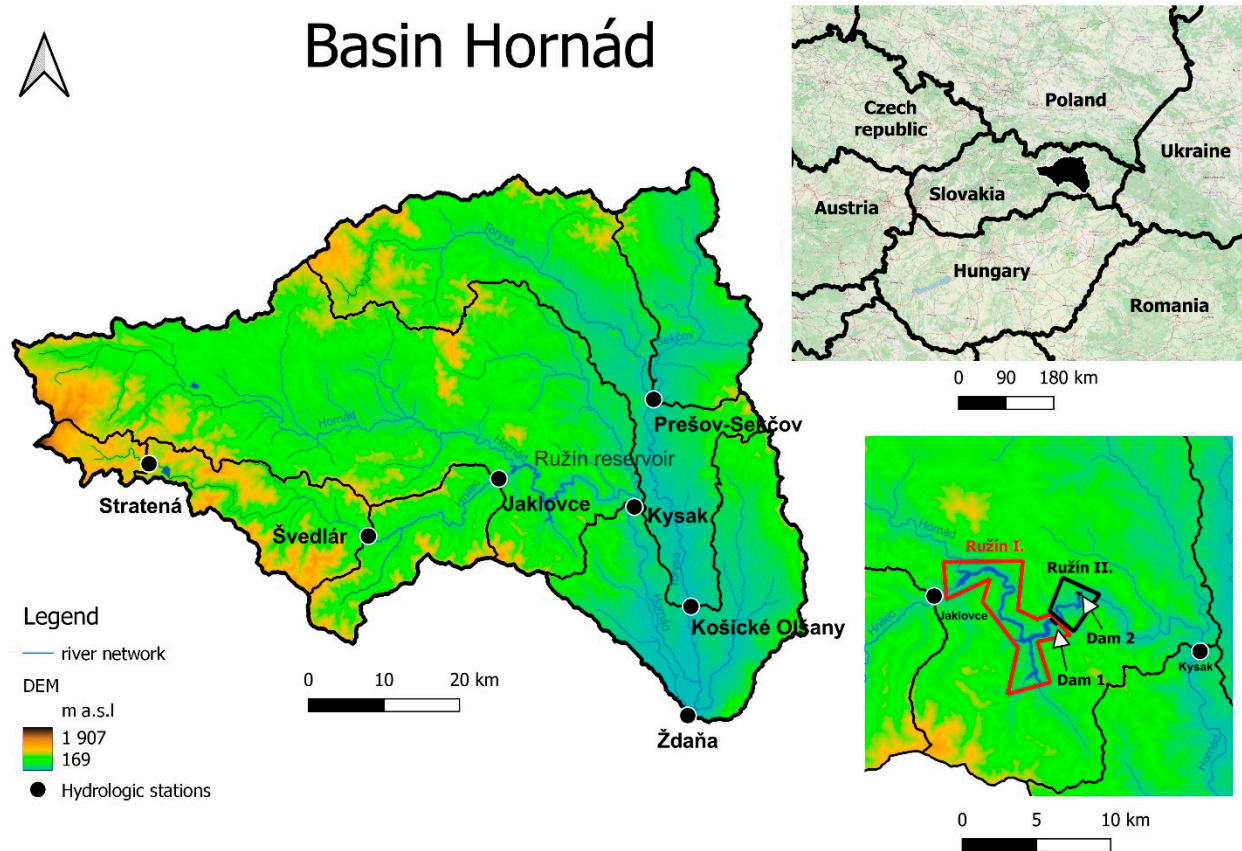 Basin Hornád
Torysa
Sekčov
Prešov-Sekčov
Hornád
Hornád
Ružín reservoir
Stratená
Hnilec
Jaklovce
Kysak
Švedlár
Torysa
Hornád
Košické Olšany
Ždaňa
Legend
river network
DEM
m a.s.l
1 907
169
Hydrologic stations
0 10 20 km
Czech
republic
Poland
Ukraine
Slovakia
Austria
Hungary
Romania
0 90 180 km
Hornád
Ružín I.
Ružín II.
Jaklovce
Hnilec
Dam 2
Kysak
Dam 1
Hornád
0 5 10 km